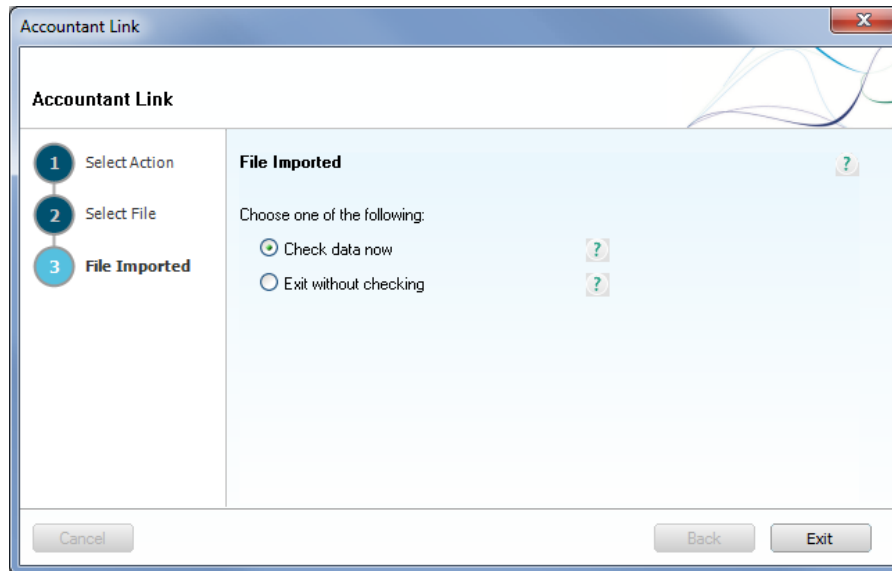 Accountant Link
Accountant Link
1 Select Action
2 Select File
3 File Imported
File Imported ?
Choose one of the following:
Check data now ?
Exit without checking ?
Cancel
Back
Exit